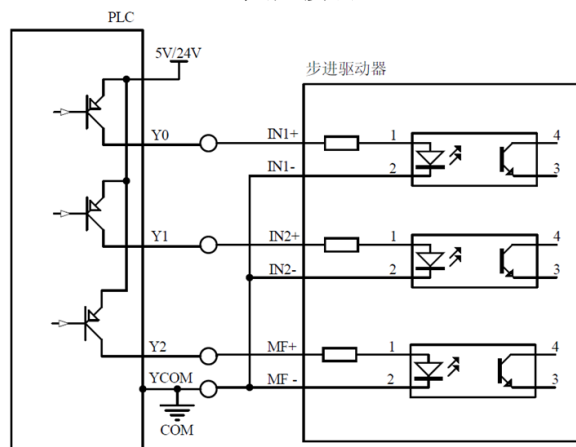 PLC
5V/24V
步进驱动器
Y0
IN1+
1
4
IN1-
2
3
Y1
IN2+
1
4
IN2-
2
3
Y2
MF+
1
4
YCOM
MF -
2
3
COM